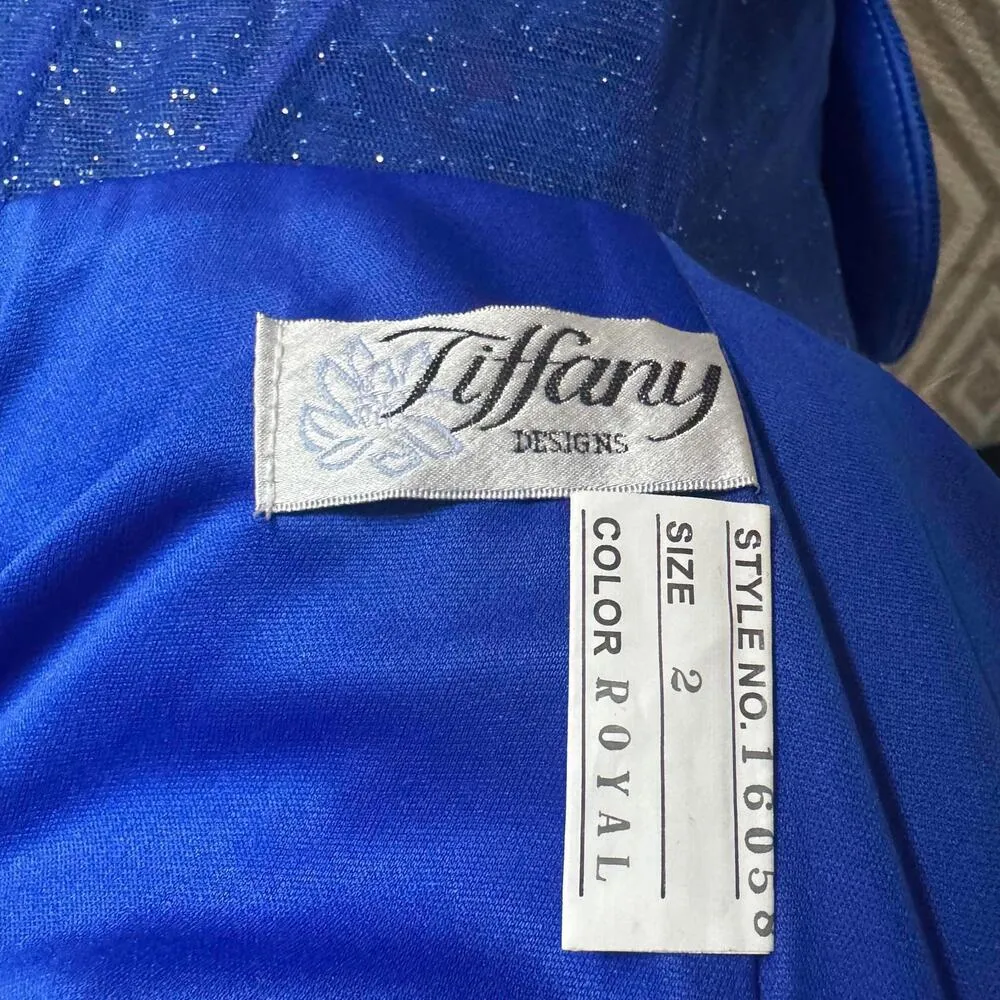 Tiffany
DESIGNS
STYLE NO. 16058
SIZE 2
COLOR ROYAL